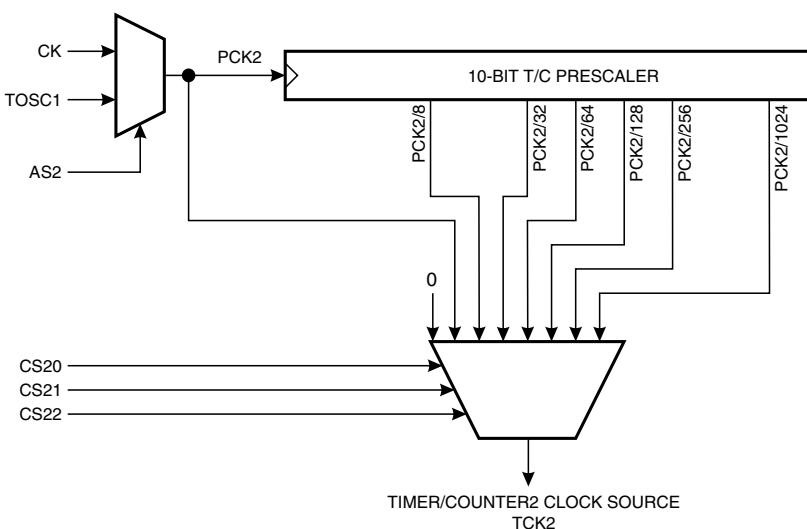 CK
PCK2
10-BIT T/C PRESCALER
TOSC1
AS2
PCK2/8
PCK2/32
PCK2/64
PCK2/128
PCK2/256
PCK2/1024
0
CS20
CS21
CS22
TIMER/COUNTER2 CLOCK SOURCE
TCK2